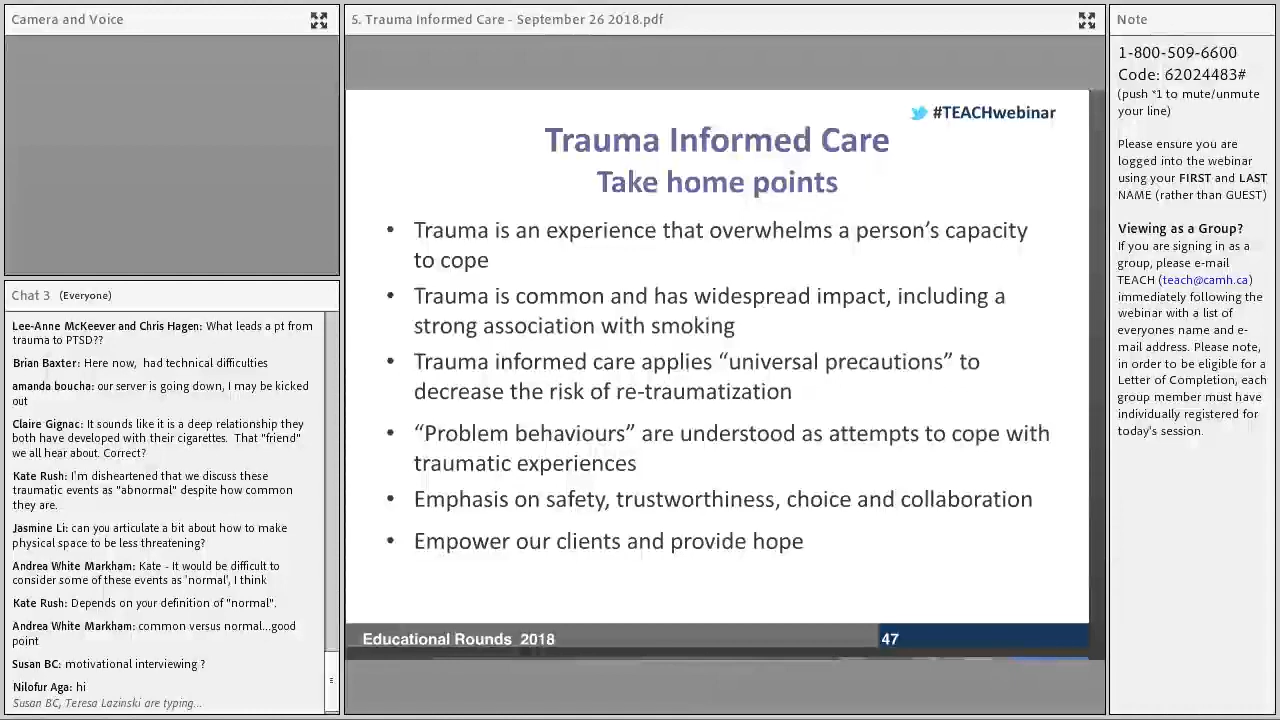 Camera and Voice
Chat 3 (Everyone)
Lee-Anne McKeever and Chris Hagen: What leads a pt from
trauma to PTSD??
Brian Baxter: Here now, had technical difficulties
amanda boucha: our server is going down, I may be kicked
out
Claire Gignac: It sounds like it is a deep relationship they
both have developed with their cigarettes. That "friend"
we all hear about. Correct?
Kate Rush: I'm disheartened that we discuss these
traumatic events as "abnormal" despite how common
they are.
Jasmine Li: can you articulate a bit about how to make
physical space to be less threatening?
Andrea White Markham: Kate - It would be difficult to
consider some of these events as 'normal', I think
Kate Rush: Depends on your definition of "normal".
Andrea White Markham: common versus normal...good
point
Susan BC: motivational interviewing ?
Nilofur Aga: hi
Susan BC, Teresa Lazinski are typing...
5. Trauma Informed Care - September 26 2018.pdf
#TEACHwebinar
Trauma Informed Care
Take home points
• Trauma is an experience that overwhelms a person’s capacity
to cope
• Trauma is common and has widespread impact, including a
strong association with smoking
• Trauma informed care applies “universal precautions” to
decrease the risk of re-traumatization
• “Problem behaviours” are understood as attempts to cope with
traumatic experiences
• Emphasis on safety, trustworthiness, choice and collaboration
• Empower our clients and provide hope
Educational Rounds 2018
47
Note
1-800-509-6600
Code: 62024483#
(push *1 to mute/unmute
your line)
Please ensure you are
logged into the webinar
using your FIRST and LAST
NAME (rather than GUEST)
Viewing as a Group?
If you are signing in as a
group, please e-mail
TEACH (teach@camh.ca)
immediately following the
webinar with a list of
everyones name and e-
mail address. Please note,
in order to be eligible for a
Letter of Completion, each
group member must have
individually registered for
today's session.